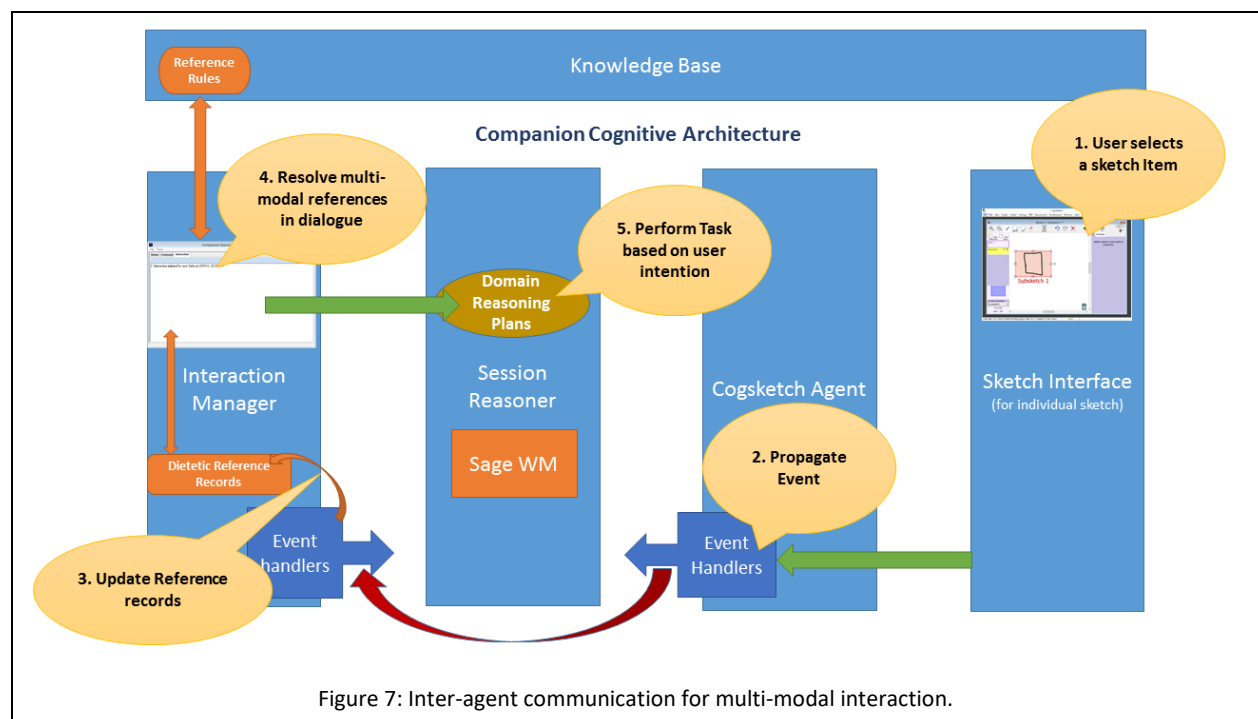 Reference
Rules
Knowledge Base
Companion Cognitive Architecture
1. User selects
a sketch Item
4. Resolve multi-
modal references
in dialogue
5. Perform Task
based on user
intention
Domain
Reasoning
Plans
Subsketch 1
Interaction
Manager
Session
Reasoner
Cogsketch Agent
Sketch Interface
(for individual sketch)
Sage WM
Dietetic Reference
Records
2. Propagate
Event
3. Update Reference
records
Event
handlers
Event
Handlers
Figure 7: Inter-agent communication for multi-modal interaction.